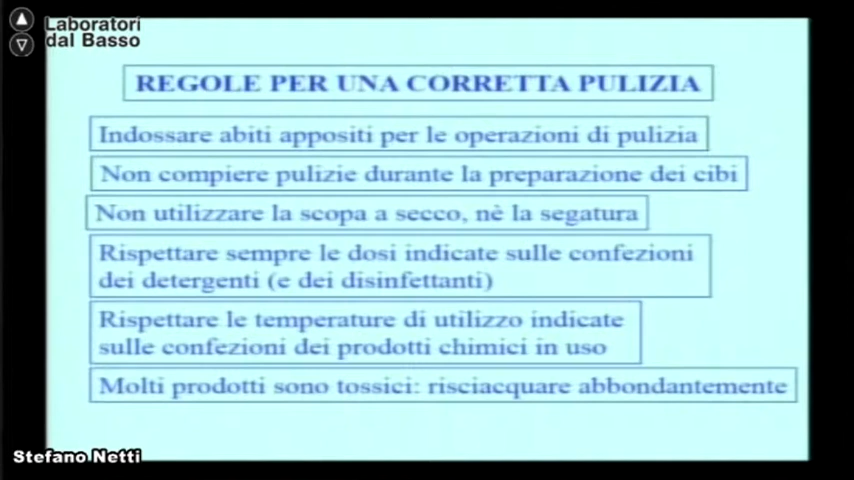 Laboratori
dal Basso
REGOLE PER UNA CORRETTA PULIZIA
Indossare abiti appositi per le operazioni di pulizia
Non compiere pulizie durante la preparazione dei cibi
Non utilizzare la scopa a secco, nè la segatura
Rispettare sempre le dosi indicate sulle confezioni
dei detergenti (e dei disinfettanti)
Rispettare le temperature di utilizzo indicate
sulle confezioni dei prodotti chimici in uso
Molti prodotti sono tossici: risciacquare abbondantemente
Stefano Netti